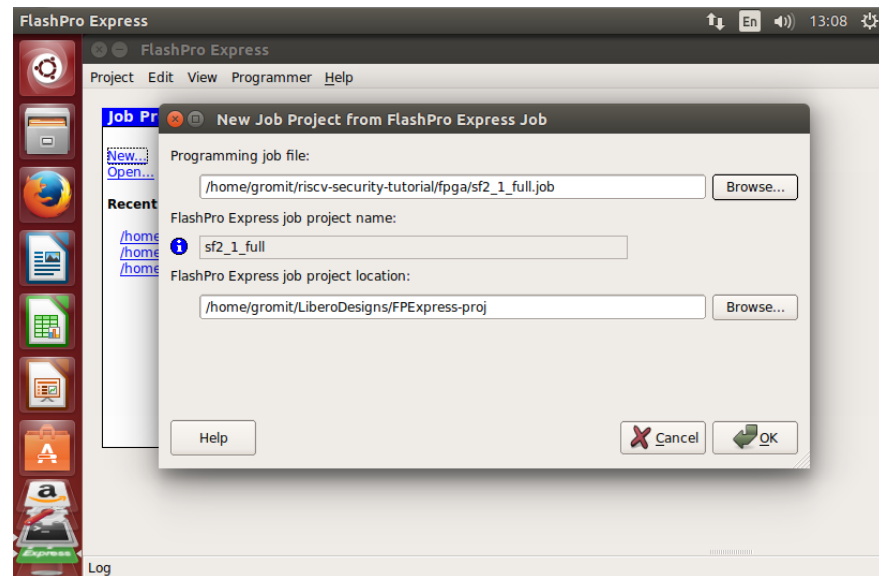 FlashPro Express
En
13:08
FlashPro Express
Project Edit View Programmer Help
Job Pr
New...
Open...
Recent
/home
/home
/home
New Job Project from FlashPro Express Job
Programming job file:
/home/gromit/riscv-security-tutorial/fpga/sf2_1_full.job
Browse...
FlashPro Express job project name:
sf2_1_full
FlashPro Express job project location:
/home/gromit/LiberoDesigns/FPExpress-proj
Browse...
Help
Cancel
OK
A
a
Express
Log